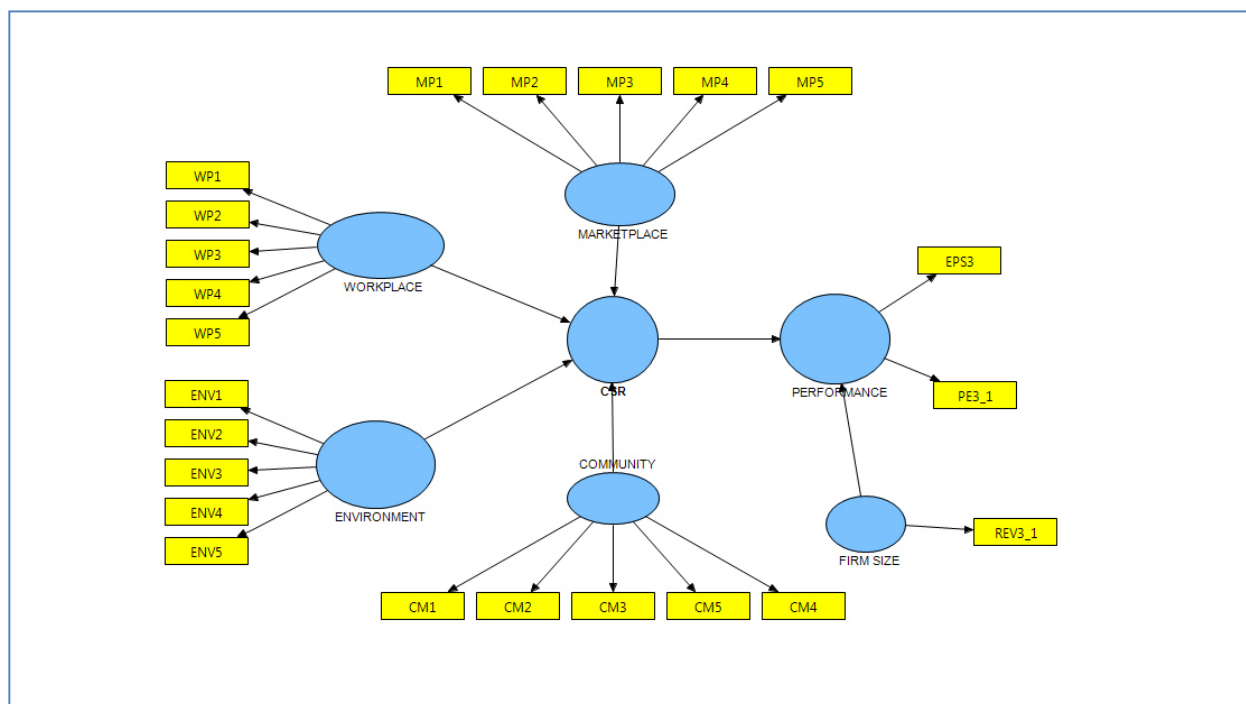 MP1
MP2
MP3
MP4
MP5
MARKETPLACE
WP1
WP2
WP3
WP4
WP5
WORKPLACE
EPS3
CSR
PERFORMANCE
PE3_1
ENV1
ENV2
ENV3
ENV4
ENV5
ENVIRONMENT
COMMUNITY
FIRM SIZE
REV3_1
CM1
CM2
CM3
CM5
CM4